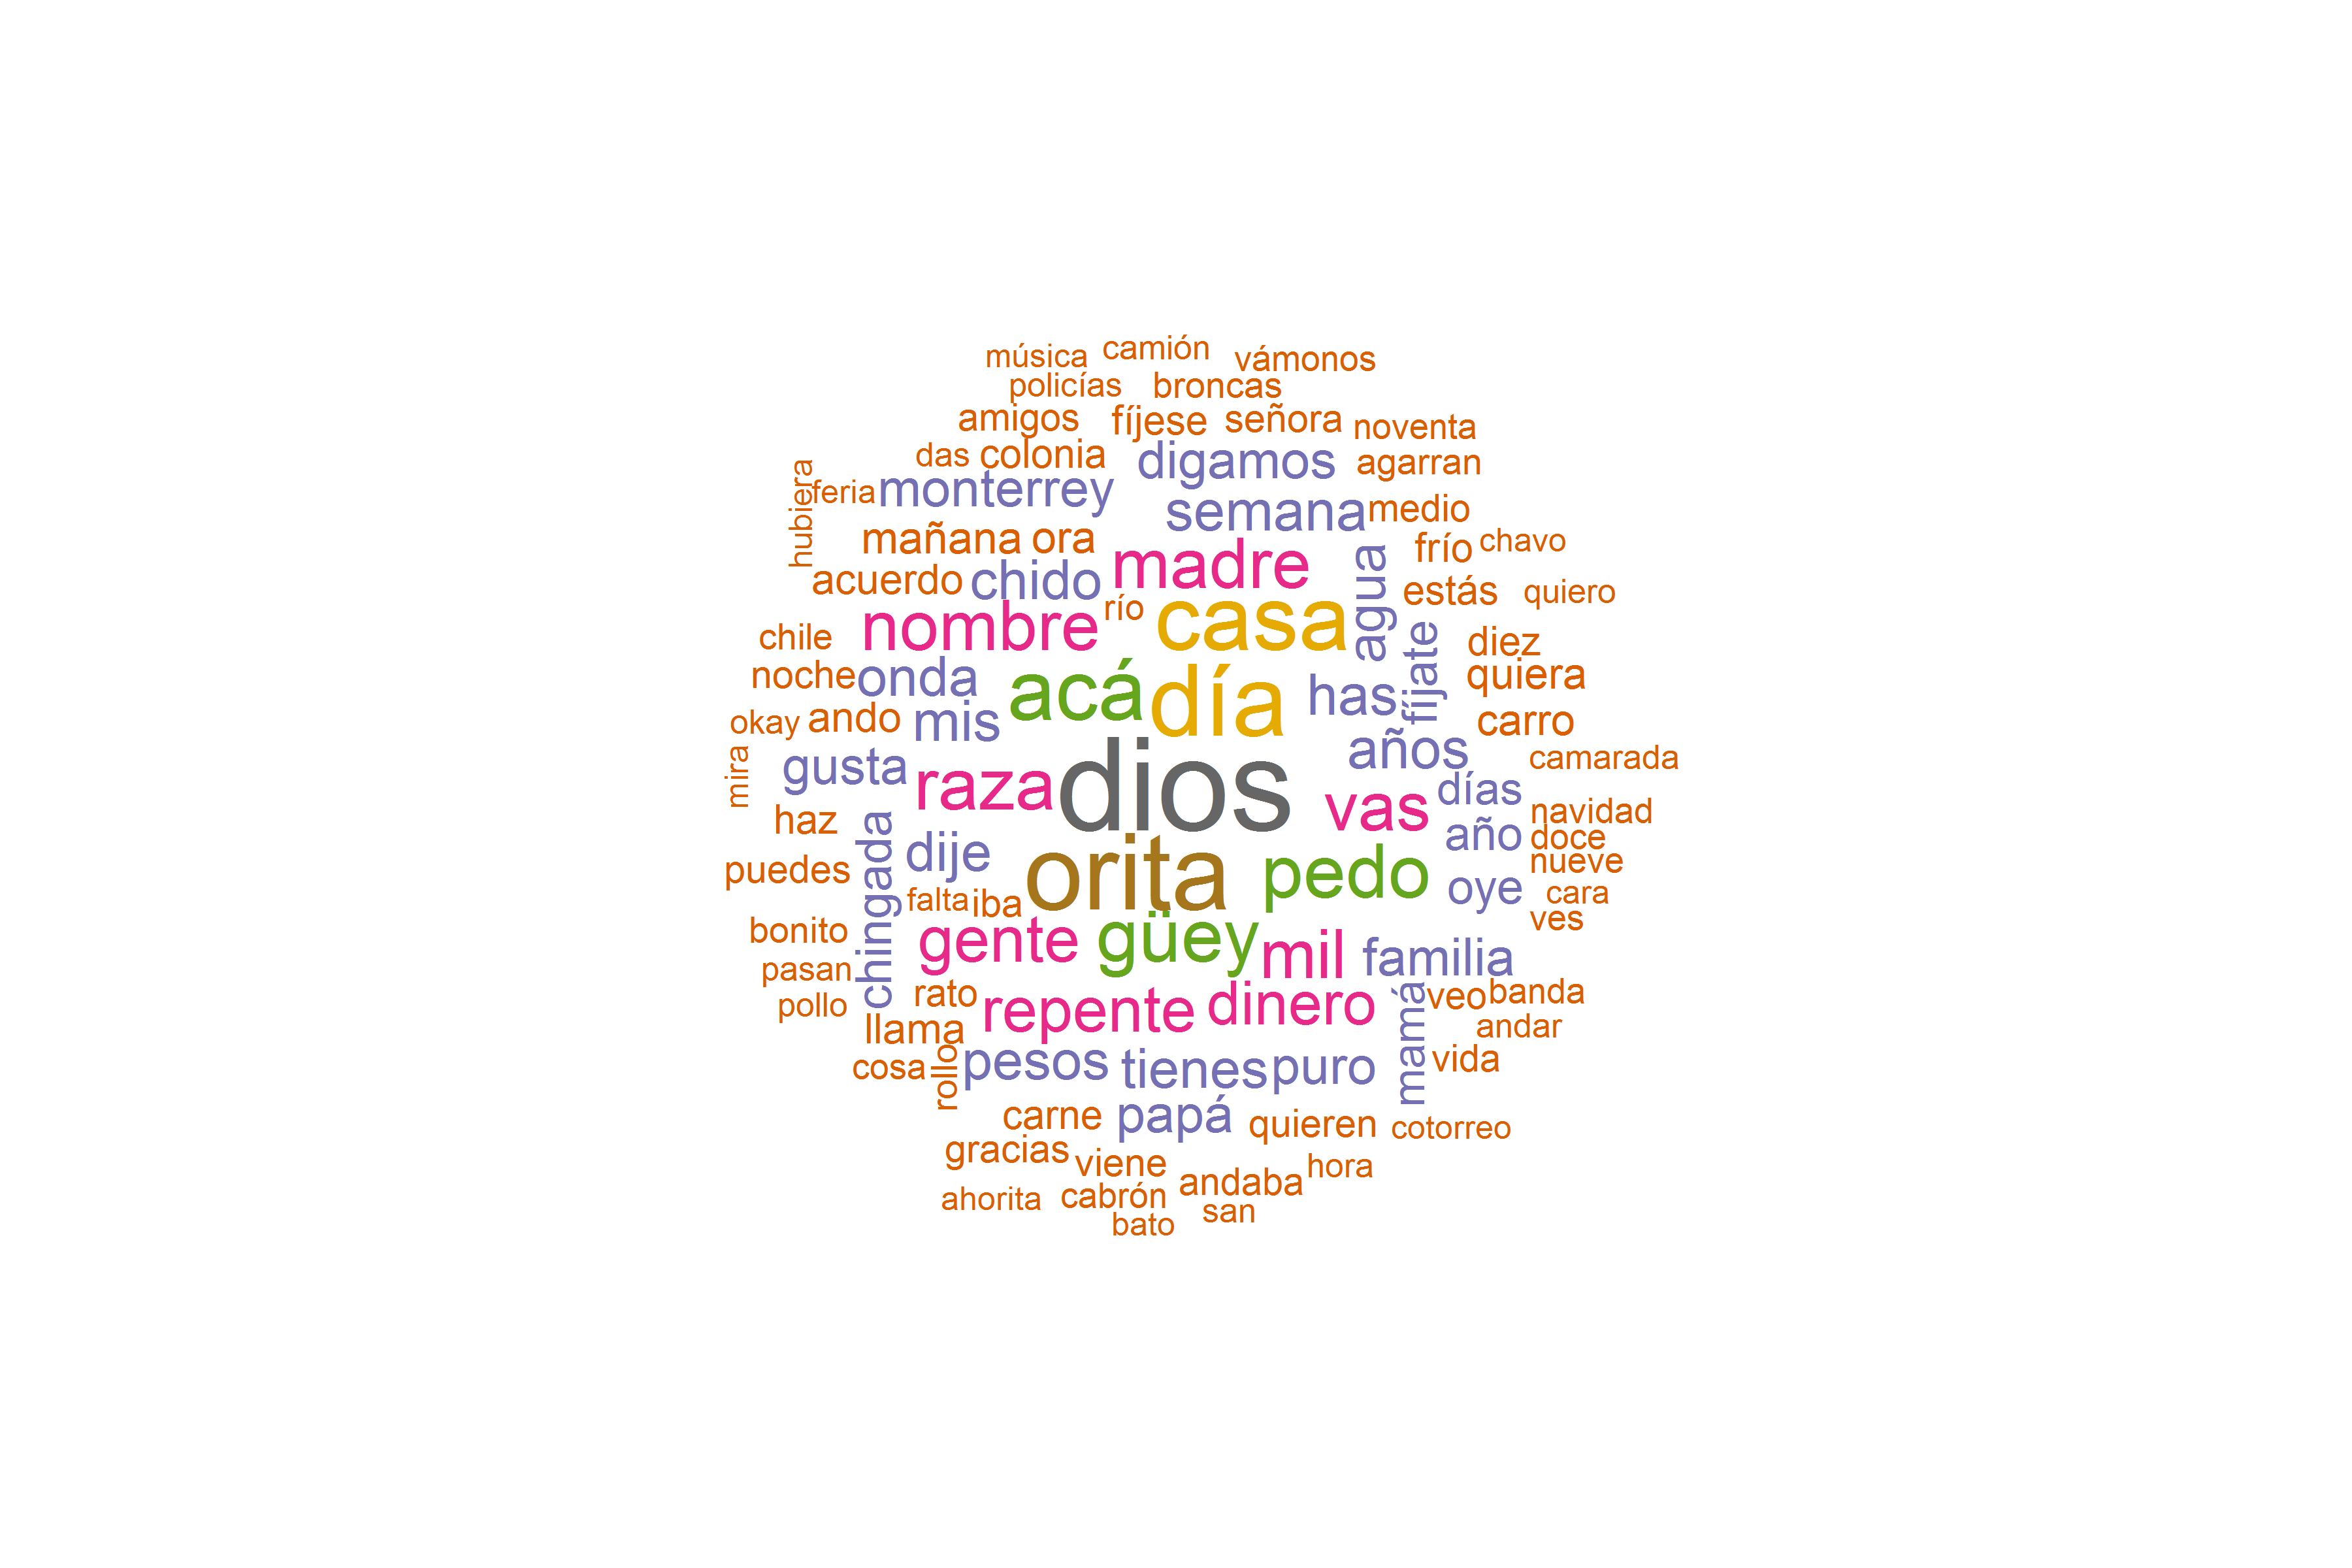 música camión vámonos
policías broncas
amigos fíjese señora noventa
das colonia digamos agarran
hubiera feria monterrey semana medio
mañana ora madre agua frío chavo
acuerdo chido río casa estás quiero
chile nombre fíjate diez
noche onda acá día has quiera
okay ando mis años carro
mira gusta raza dios vas días camarada
haz chingada dije año navidad
doce
puedes orita pedo oye nueve
falta iba cara
bonito gente güey mil familia ves
pasan rato mamá veo banda
pollo llama repente dinero andar
cosa rollo pesos tienes puro vida
carne papá quieren cotorreo
gracias viene hora
ahorita cabrón andaba
bato san